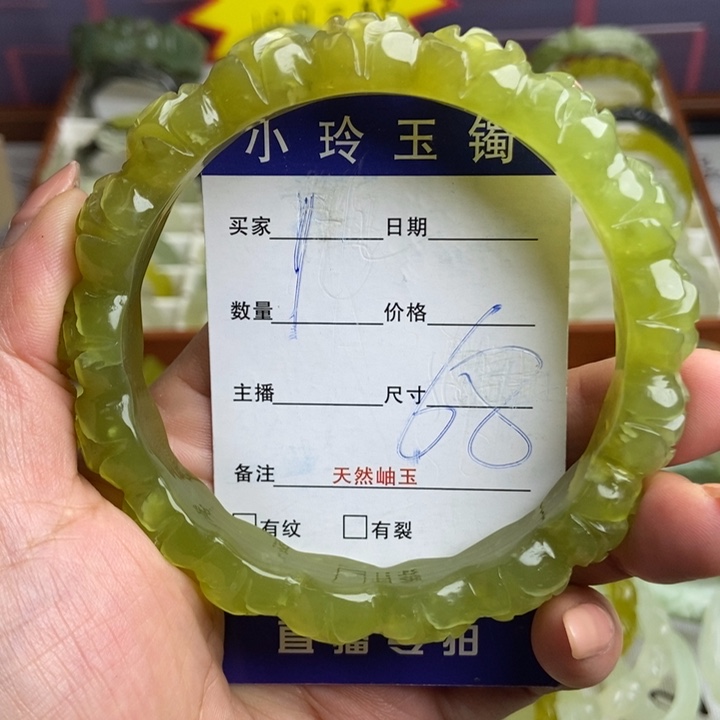 小玲玉镯
买家 1 日期
数量 价格
主播 尺寸 68
备注 天然岫玉
有纹 有裂
直播专拍